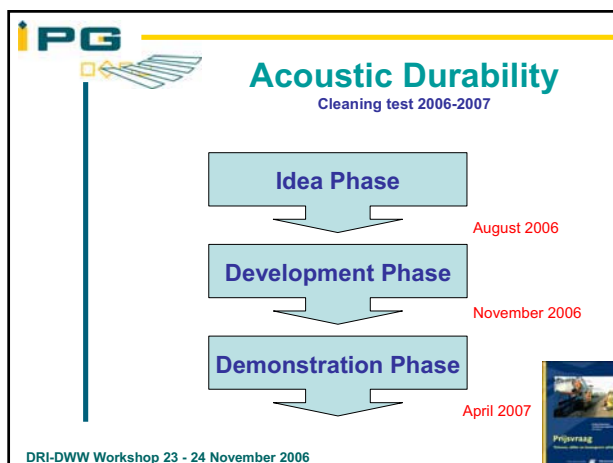 iPG
Acoustic Durability
Cleaning test 2006-2007
Idea Phase
August 2006
Development Phase
November 2006
Demonstration Phase
April 2007
Prijsvraag
DRI-DWW Workshop 23 - 24 November 2006